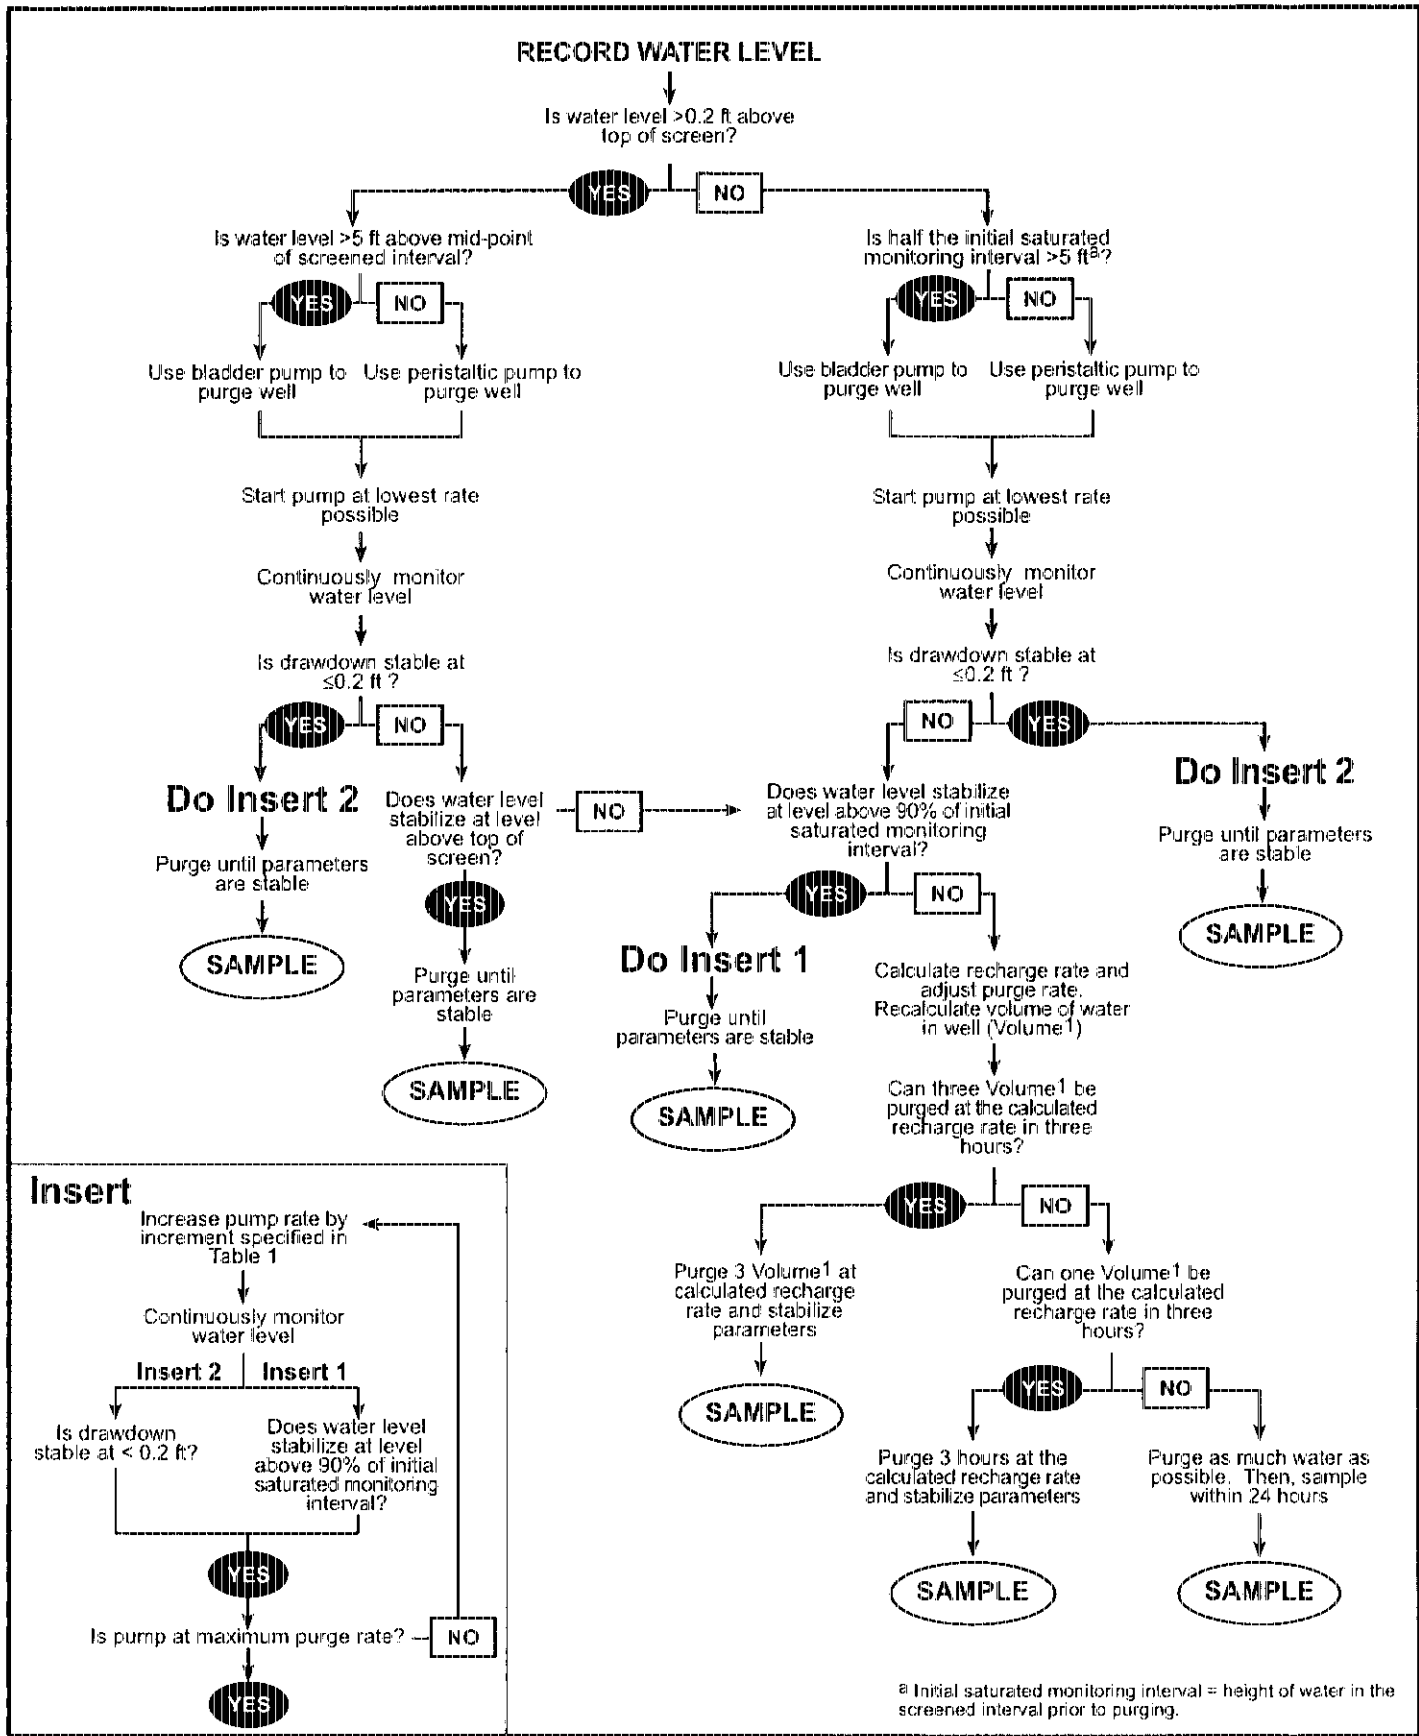 RECORD WATER LEVEL
Is water level >0.2 ft above
top of screen?
YES
NO
Is water level >5 ft above mid-point
of screened interval?
YES
NO
Use bladder pump to
purge well
Use peristaltic pump to
purge well
Start pump at lowest rate
possible
Continuously monitor
water level
Is drawdown stable at
≤0.2 ft ?
YES
NO
Do Insert 2
Purge until parameters
are stable
SAMPLE
Does water level
stabilize at level
above top of
screen?
NO
YES
Purge until
parameters are
stable
SAMPLE
Is half the initial saturated
monitoring interval >5 ftª?
YES
NO
Use bladder pump to
purge well
Use peristaltic pump to
purge well
Start pump at lowest rate
possible
Continuously monitor
water level
Is drawdown stable at
≤0.2 ft ?
NO
YES
Do Insert 2
Purge until parameters
are stable
SAMPLE
Does water level stabilize
at level above 90% of initial
saturated monitoring
interval?
YES
NO
Do Insert 1
Purge until
parameters are stable
SAMPLE
Calculate recharge rate and
adjust purge rate.
Recalculate volume of water
in well (Volume¹)
Can three Volume¹ be
purged at the calculated
recharge rate in three
hours?
YES
NO
Purge 3 Volume¹ at
calculated recharge
rate and stabilize
parameters
SAMPLE
Can one Volume¹ be
purged at the calculated
recharge rate in three
hours?
YES
NO
Purge 3 hours at the
calculated recharge rate
and stabilize parameters
SAMPLE
Purge as much water as
possible. Then, sample
within 24 hours
SAMPLE
Insert
Increase pump rate by
increment specified in
Table 1
Continuously monitor
water level
Insert 2
Insert 1
Is drawdown
stable at < 0.2 ft?
Does water level
stabilize at level
above 90% of initial
saturated monitoring
interval?
YES
Is pump at maximum purge rate?
NO
YES
ª Initial saturated monitoring interval = height of water in the
screened interval prior to purging.